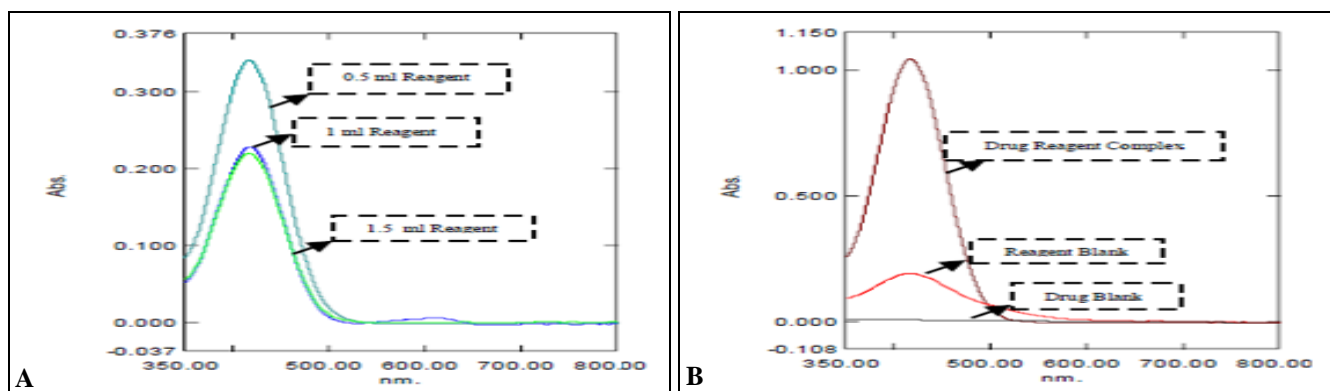 0.376
0.300
0.200
0.100
0.000
-0.037
Abs.
350.00
500.00
600.00
700.00
800.00
nm.
0.5 ml Reagent
1 ml Reagent
1.5 ml Reagent
A
1.150
1.000
0.500
0.000
-0.108
Abs.
350.00
500.00
600.00
700.00
800.00
nm.
Drug Reagent Complex
Reagent Blank
Drug Blank
B